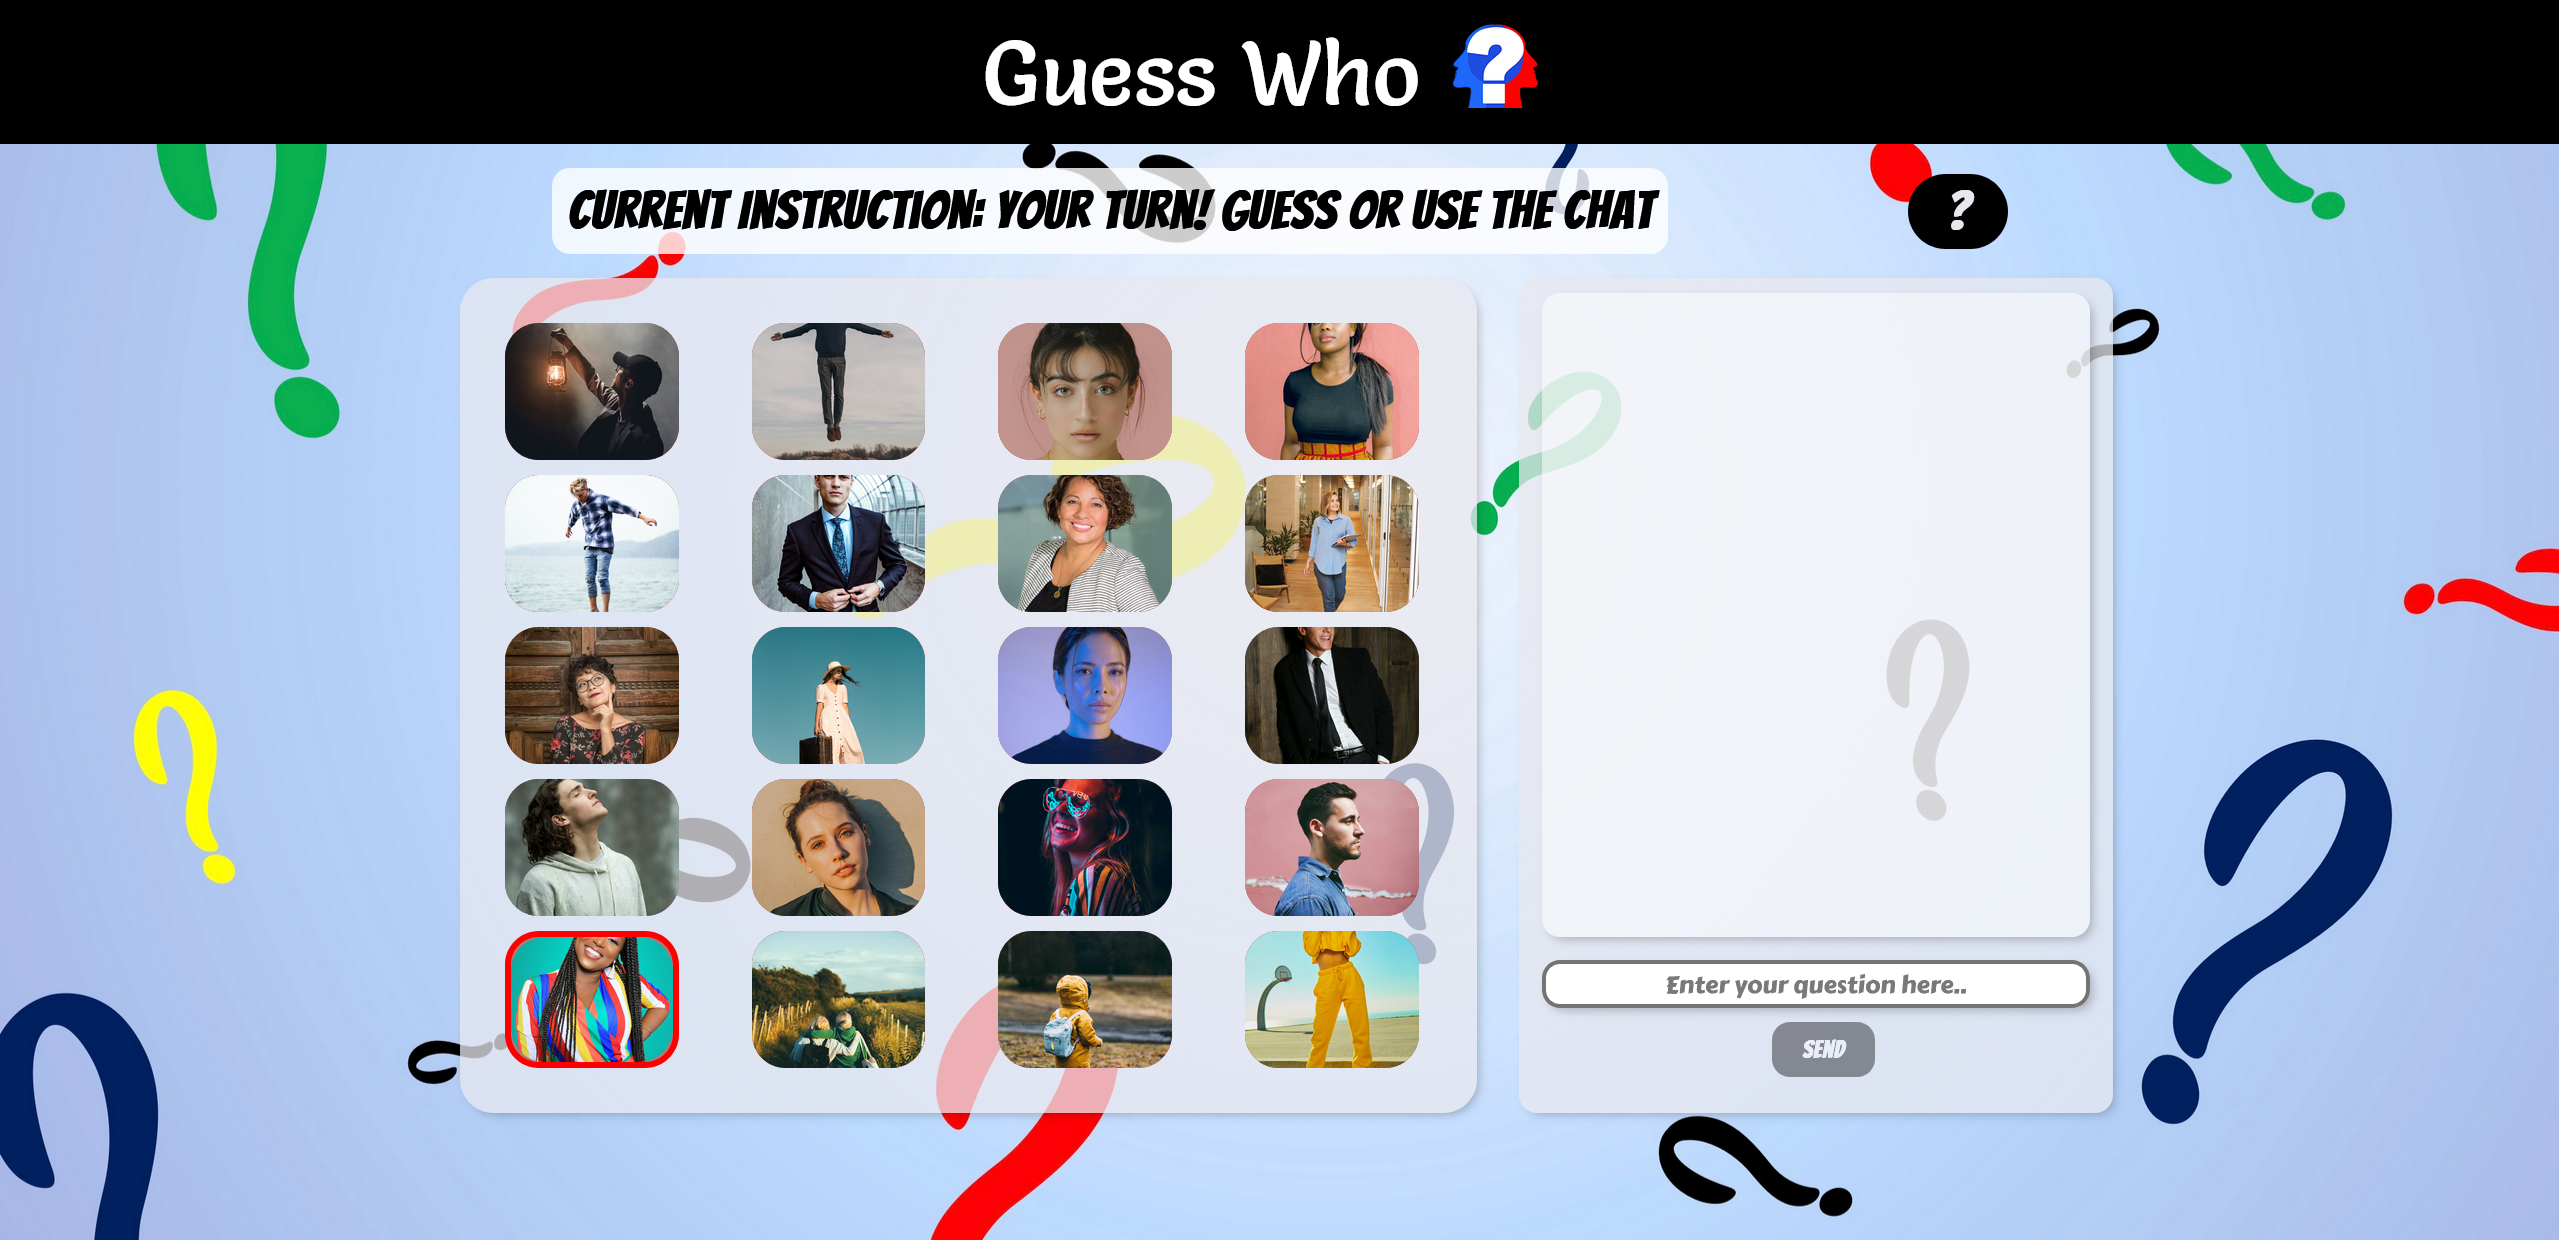 Guess Who
CURRENT INSTRUCTION: YOUR TURN! GUESS OR USE THE CHAT
?
Enter your question here..
SEND